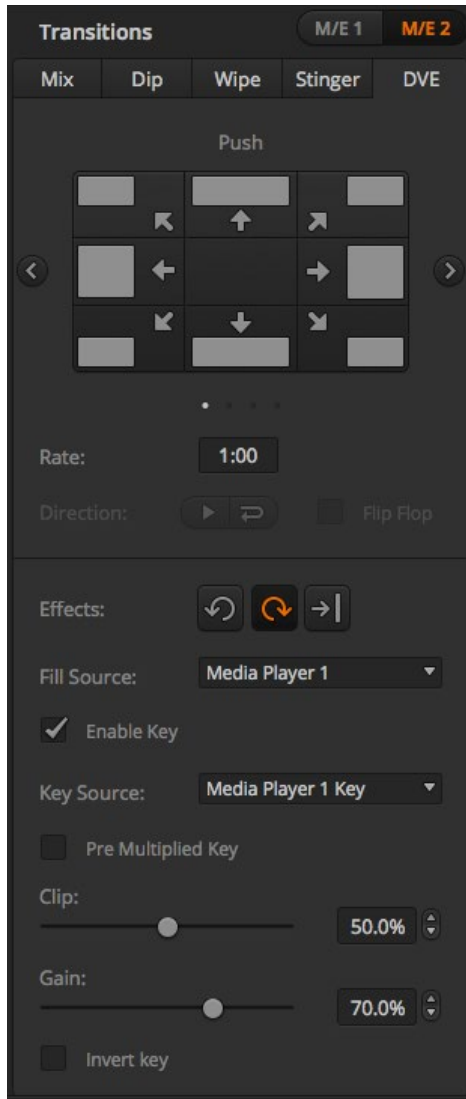 Transitions M/E 1 M/E 2
Mix Dip Wipe Stinger DVE
Push
Rate: 1:00
Direction: Flip Flop
Effects:
Fill Source: Media Player 1
Enable Key
Key Source: Media Player 1 Key
Pre Multiplied Key
Clip:
50.0%
Gain:
70.0%
Invert key